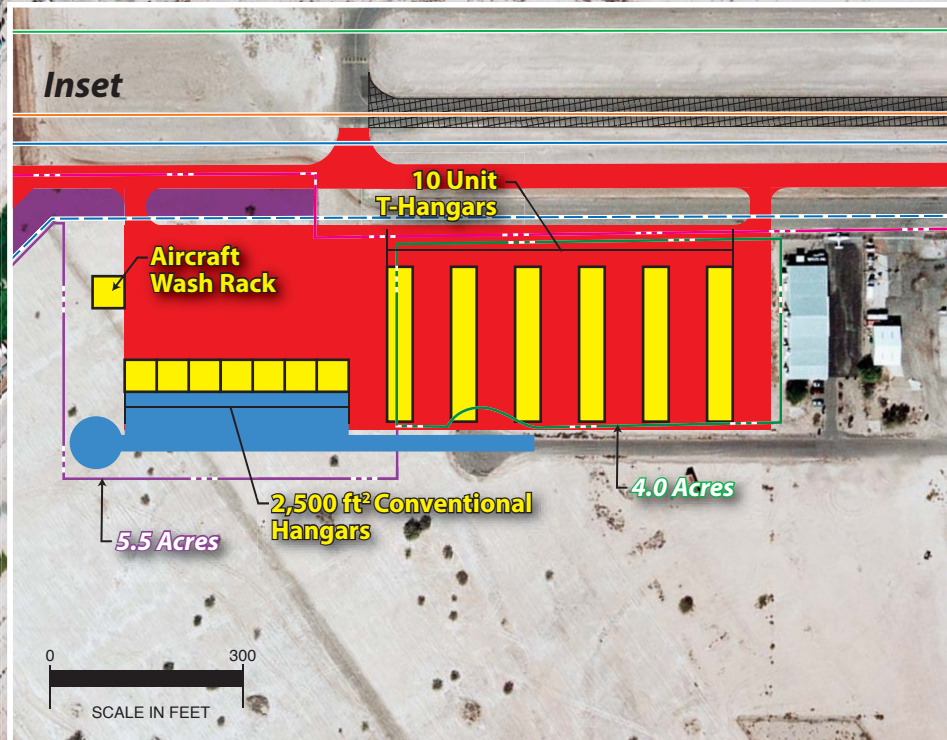 Inset
10 Unit
T-Hangars
Aircraft
Wash Rack
2,500 ft² Conventional
Hangars
4.0 Acres
5.5 Acres
0 300
SCALE IN FEET